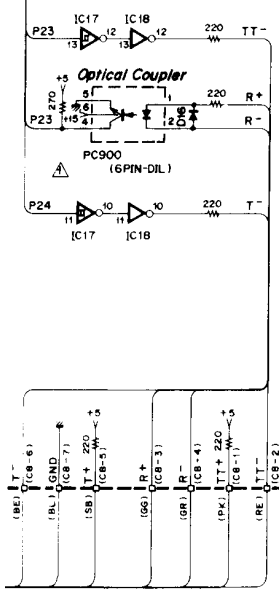 IC17 IC18
P23 13 12 13 12 220 TT-
Optical Coupler
+5 270 5 6 4 +15 1 2 D16 220 R+
P23 R-
PC900
4 (6PIN-DIL)
P24 11 10 11 10 220 T-
IC17 IC18
+5 +5
T- (C8-6) (BE)
GND (C8-7) (BL)
T+ 220 (C8-5) (SB)
R+ (C8-3) (GG)
R- (C8-4) (GR)
TT+ 220 (C8-1) (PK)
TT- (C8-2) (RE)